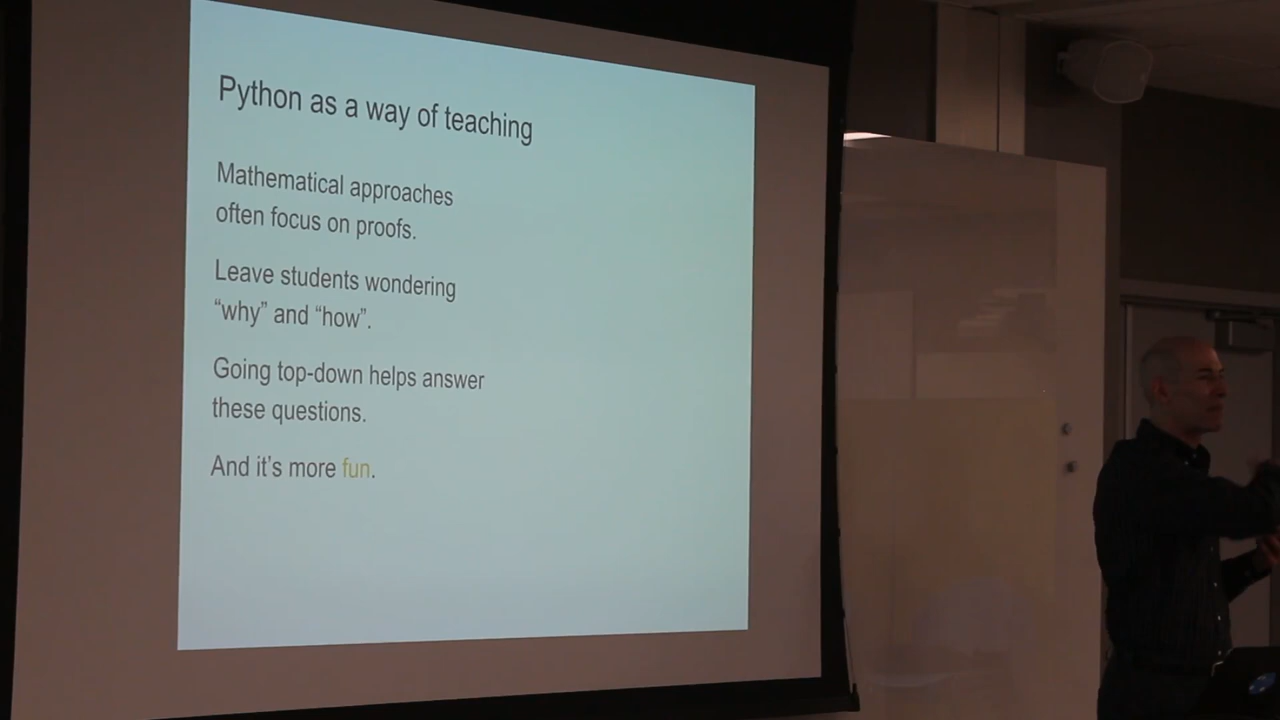 Python as a way of teaching
Mathematical approaches
often focus on proofs.
Leave students wondering
“why” and “how”.
Going top-down helps answer
these questions.
And it’s more fun.